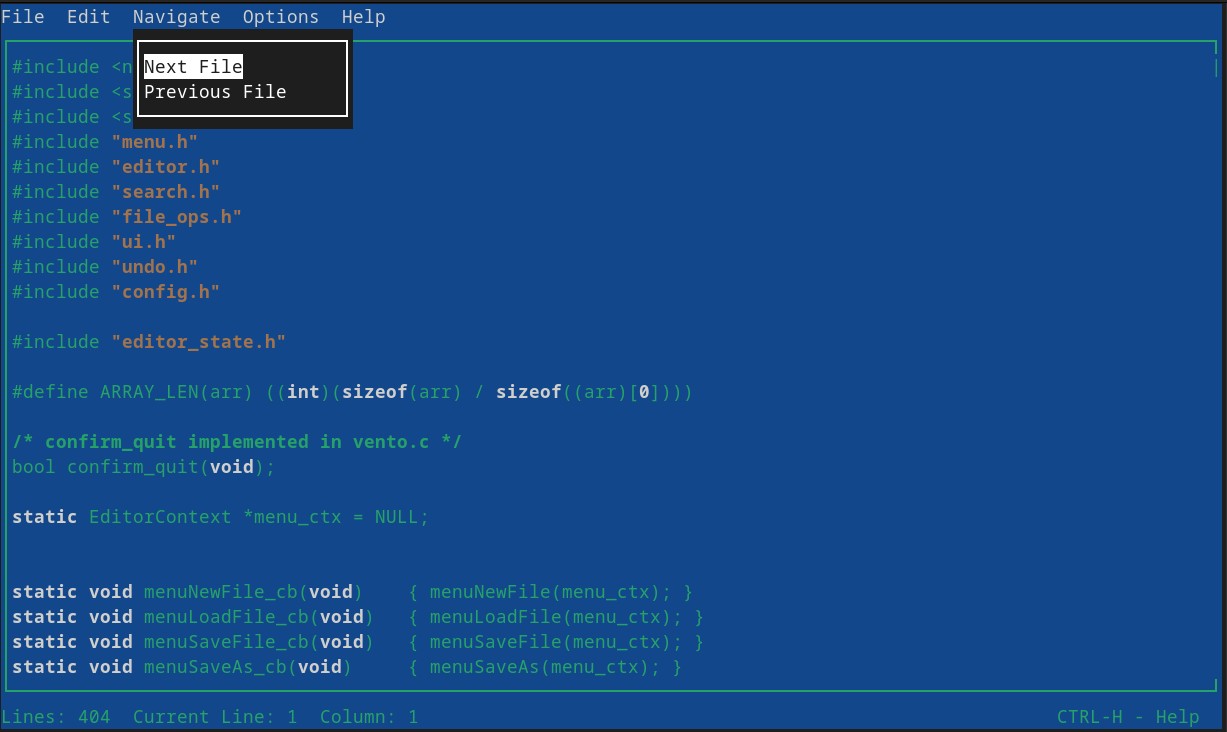 File  Edit  Navigate  Options  Help
Next File
Previous File
#include <n
#include <s
#include <s
#include "menu.h"
#include "editor.h"
#include "search.h"
#include "file_ops.h"
#include "ui.h"
#include "undo.h"
#include "config.h"
#include "editor_state.h"
#define ARRAY_LEN(arr) ((int)(sizeof(arr) / sizeof((arr)[0])))
/* confirm_quit implemented in vento.c */
bool confirm_quit(void);
static EditorContext *menu_ctx = NULL;
static void menuNewFile_cb(void)    { menuNewFile(menu_ctx); }
static void menuLoadFile_cb(void)   { menuLoadFile(menu_ctx); }
static void menuSaveFile_cb(void)   { menuSaveFile(menu_ctx); }
static void menuSaveAs_cb(void)     { menuSaveAs(menu_ctx); }
Lines: 404  Current Line: 1  Column: 1  CTRL-H - Help